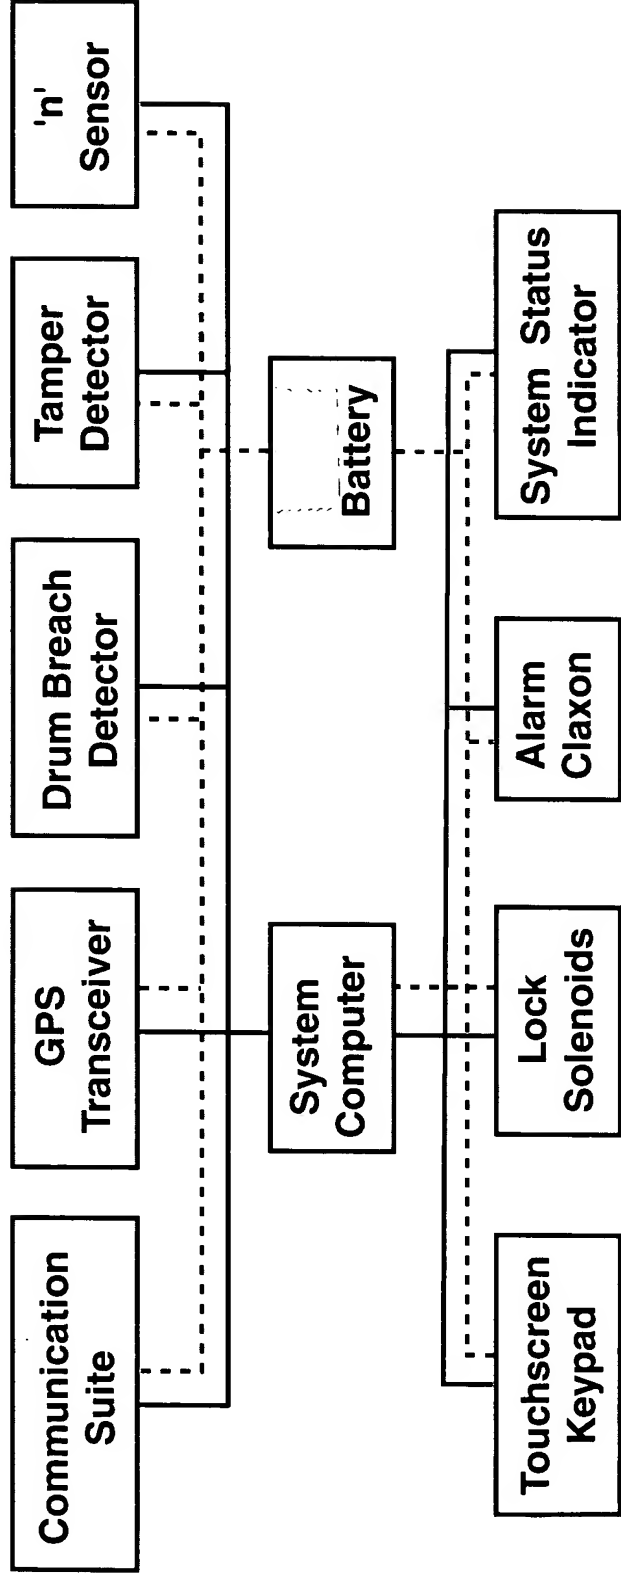 Communication
Suite
GPS
Transceiver
Drum Breach
Detector
Tamper
Detector
'n'
Sensor
System
Computer
Battery
Touchscreen
Keypad
Lock
Solenoids
Alarm
Claxon
System Status
Indicator